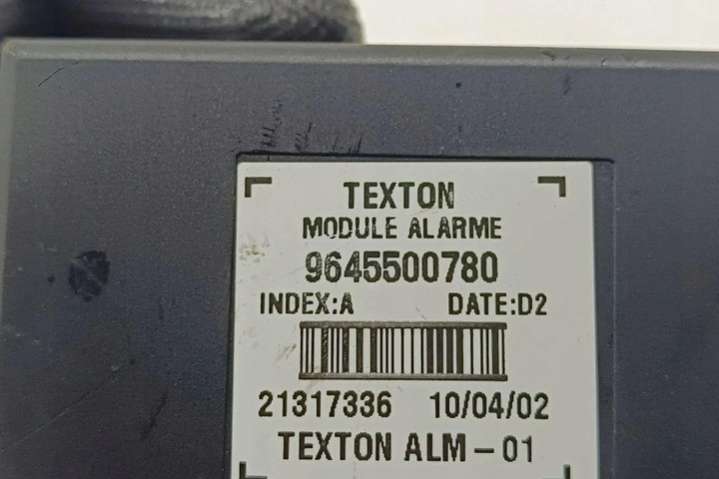 TEXTON
MODULE ALARME
9645500780
INDEX:A DATE:D2
21317336 10/04/02
TEXTON ALM-01